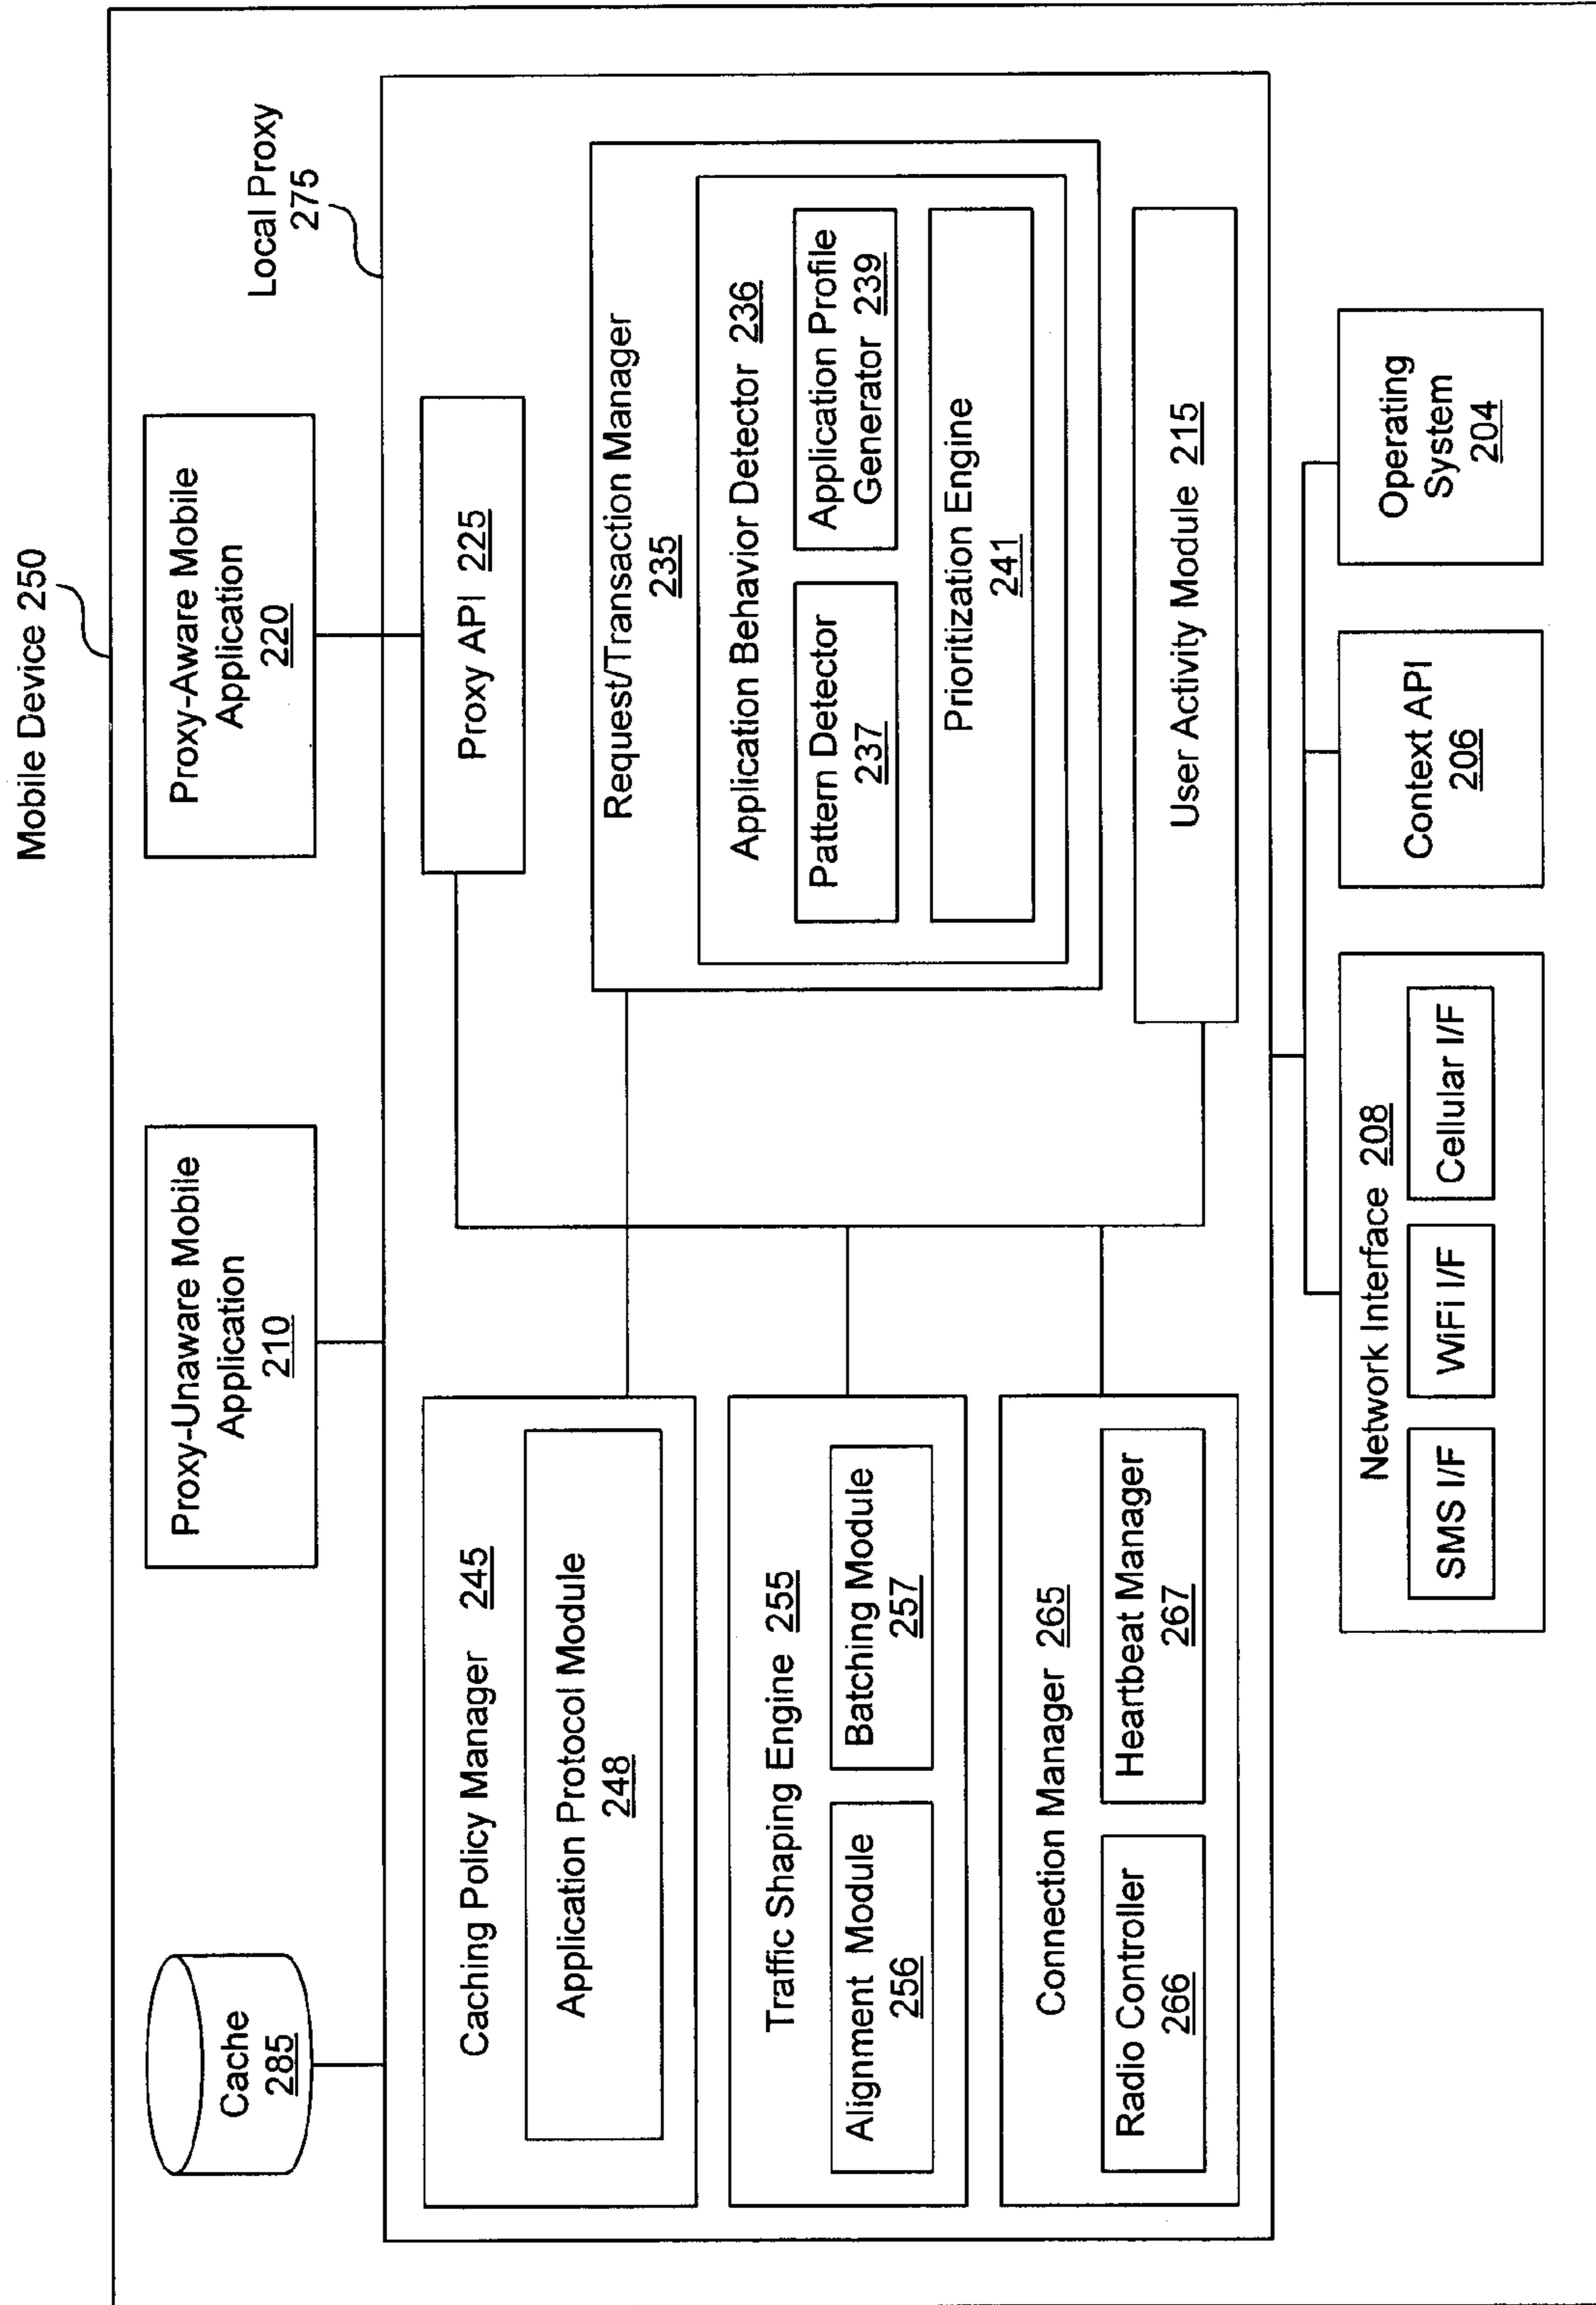 Mobile Device 250
Local Proxy
275
Cache
285
Proxy-Unaware Mobile
Application
210
Proxy-Aware Mobile
Application
220
Proxy API 225
Caching Policy Manager 245
Application Protocol Module
248
Traffic Shaping Engine 255
Alignment Module
256
Batching Module
257
Connection Manager 265
Radio Controller
266
Heartbeat Manager
267
Request/Transaction Manager
235
Application Behavior Detector 236
Pattern Detector
237
Application Profile
Generator 239
Prioritization Engine
241
User Activity Module 215
Network Interface 208
SMS I/F
WiFi I/F
Cellular I/F
Context API
206
Operating
System
204